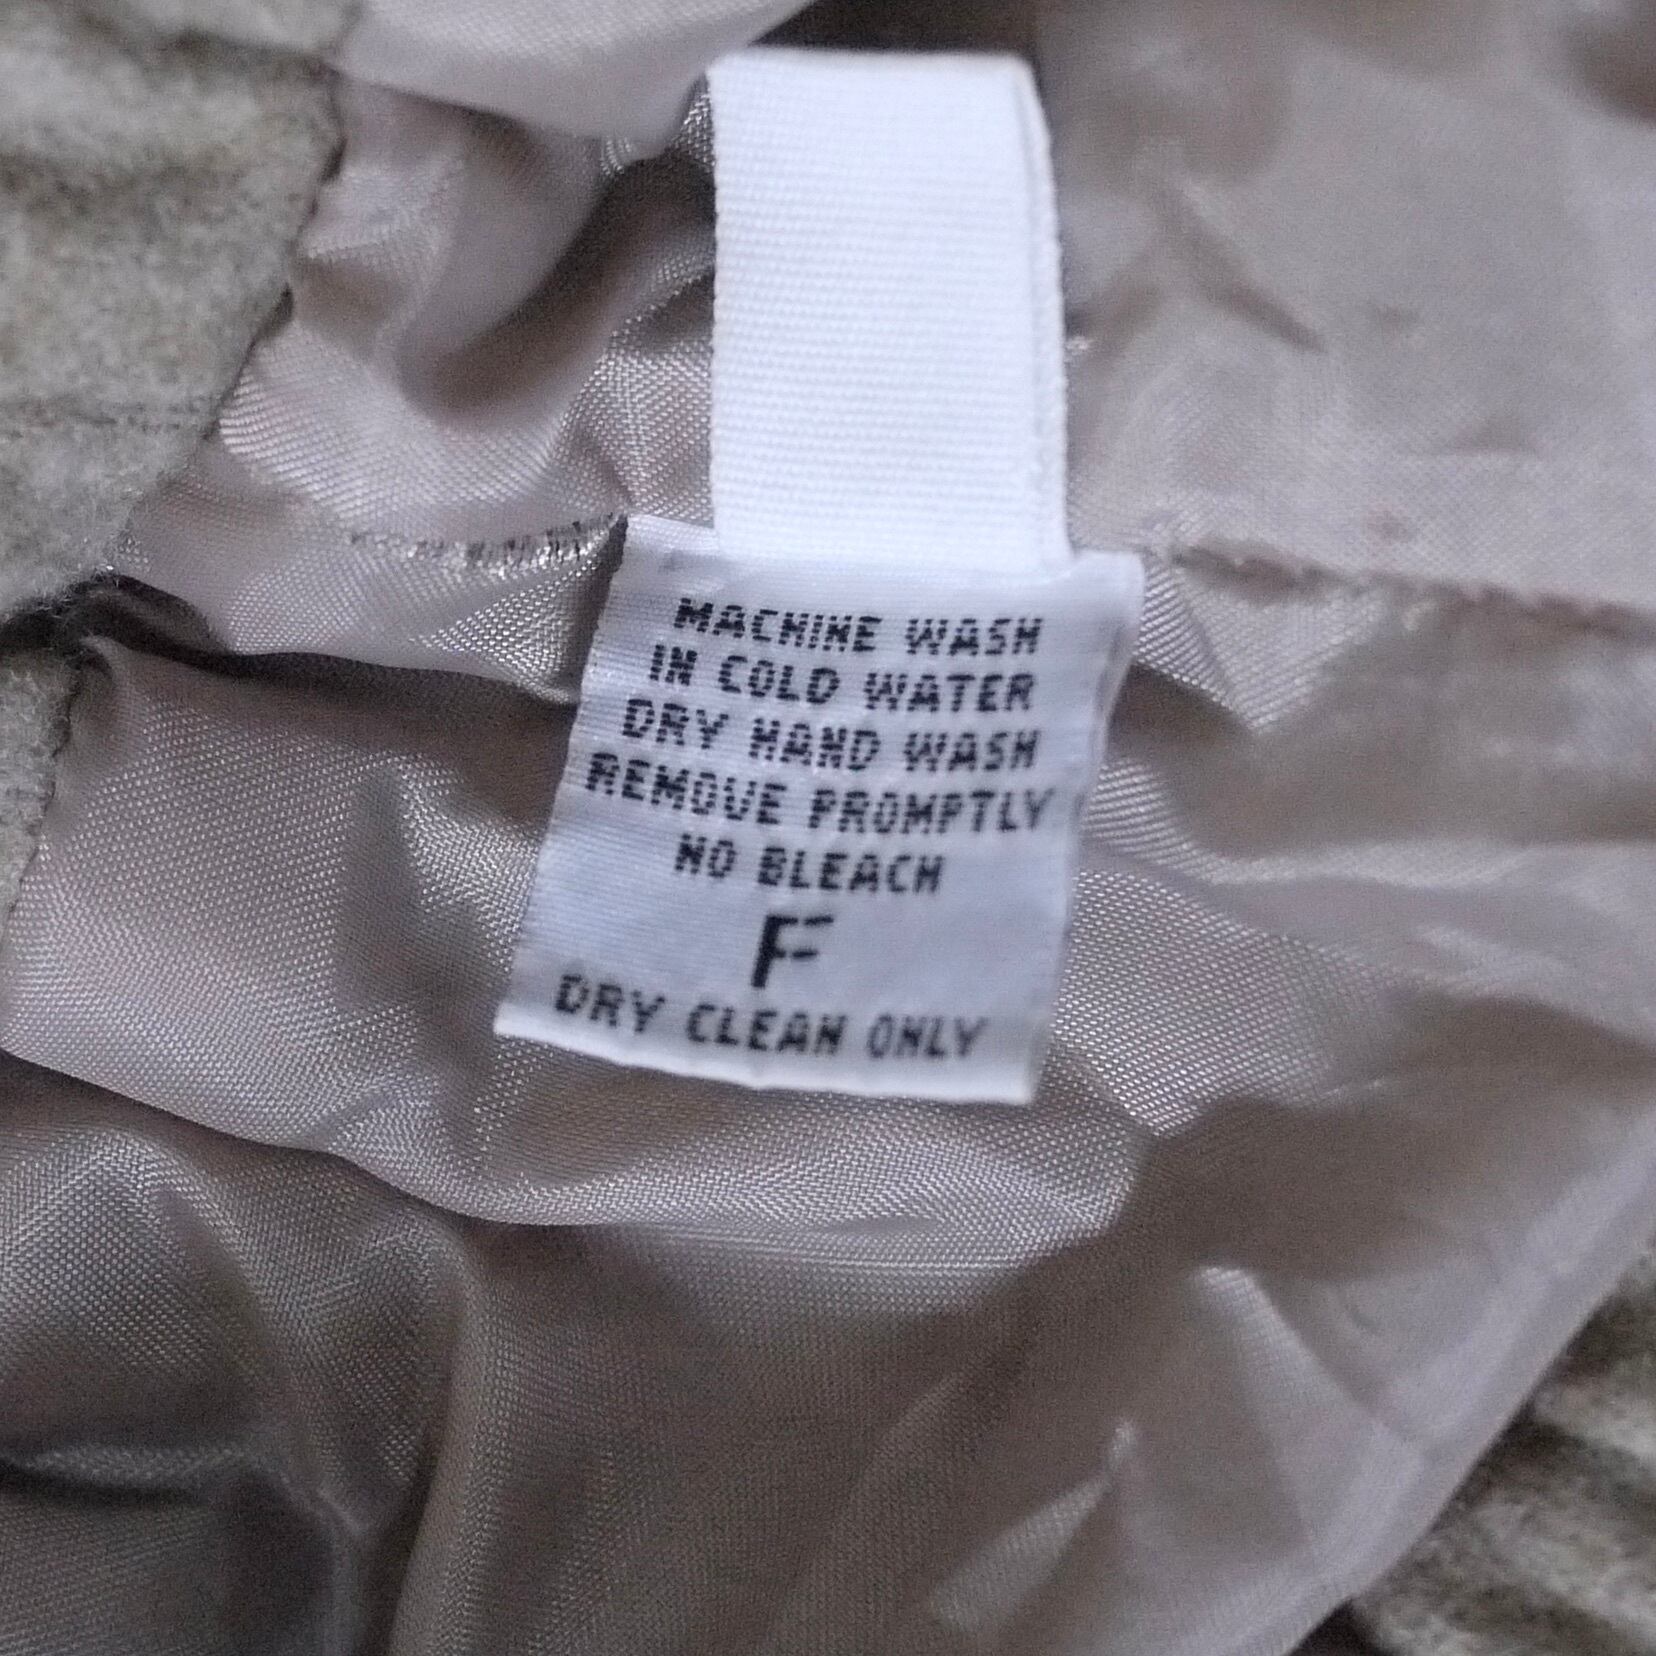 MACHINE WASH
IN COLD WATER
DRY HAND WASH
REMOVE PROMPTLY
NO BLEACH
F
DRY CLEAN ONLY